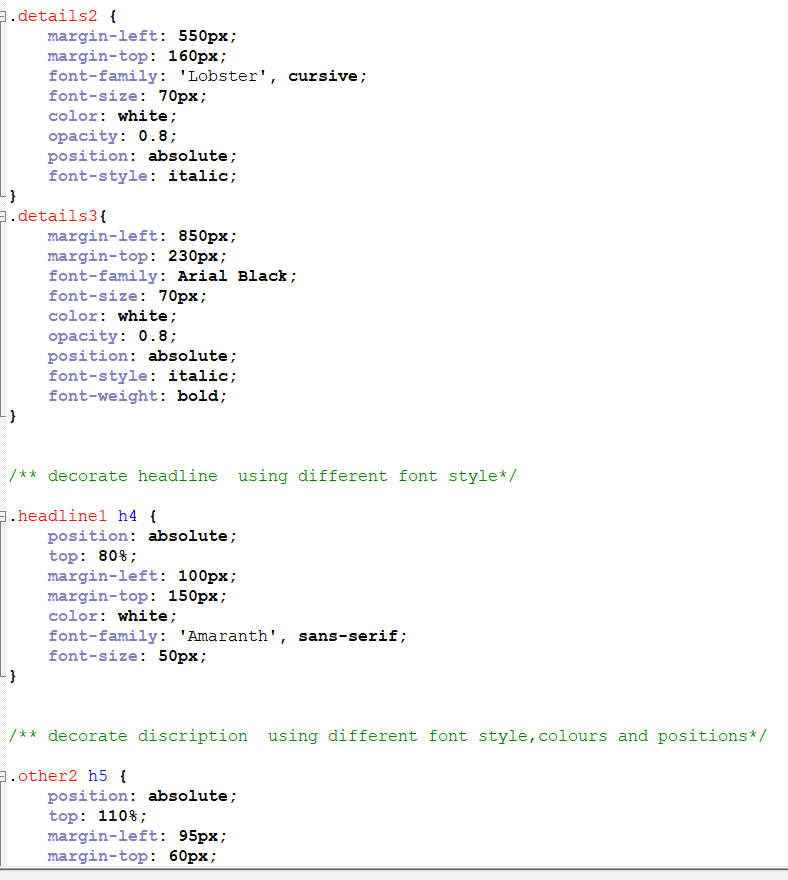 .details2 {
    margin-left: 550px;
    margin-top: 160px;
    font-family: 'Lobster', cursive;
    font-size: 70px;
    color: white;
    opacity: 0.8;
    position: absolute;
    font-style: italic;
}
.details3{
    margin-left: 850px;
    margin-top: 230px;
    font-family: Arial Black;
    font-size: 70px;
    color: white;
    opacity: 0.8;
    position: absolute;
    font-style: italic;
    font-weight: bold;
}
/** decorate headline  using different font style*/
.headline1 h4 {
    position: absolute;
    top: 80%;
    margin-left: 100px;
    margin-top: 150px;
    color: white;
    font-family: 'Amaranth', sans-serif;
    font-size: 50px;
}
/** decorate discription  using different font style,colours and positions*/
.other2 h5 {
    position: absolute;
    top: 110%;
    margin-left: 95px;
    margin-top: 60px;